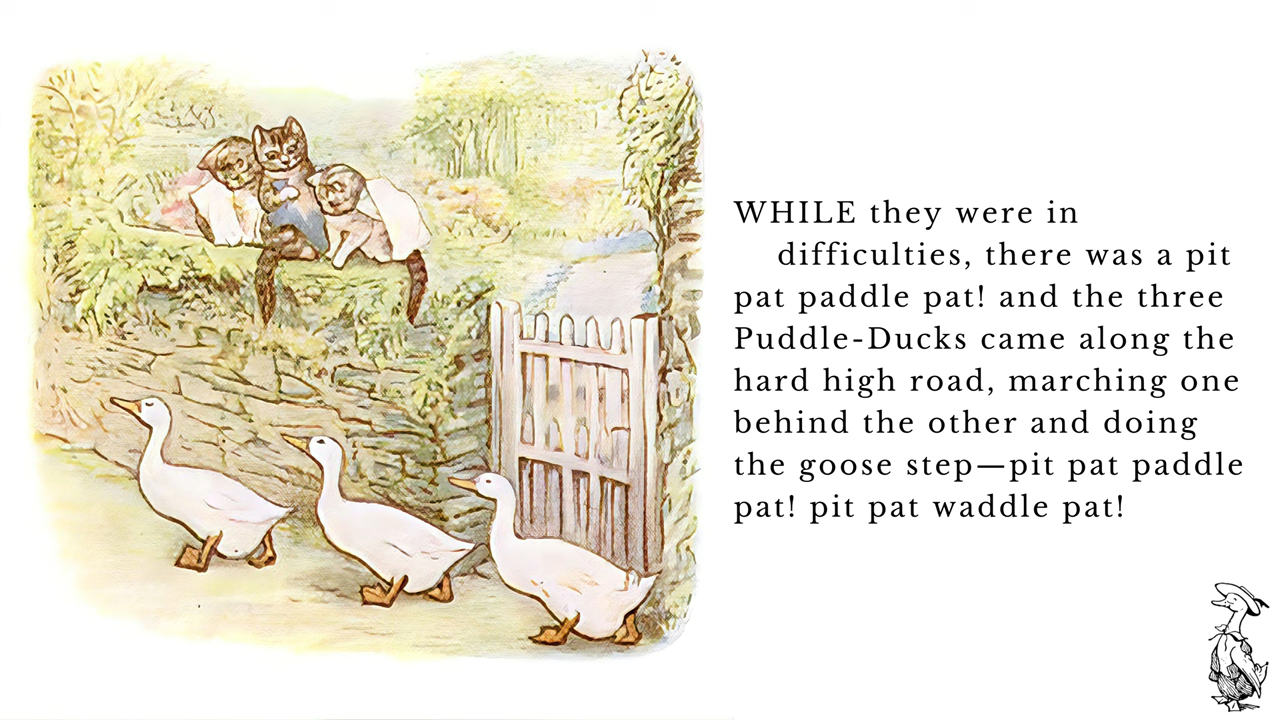 WHILE they were in
difficulties, there was a pit
pat paddle pat! and the three
Puddle-Ducks came along the
hard high road, marching one
behind the other and doing
the goose step—pit pat paddle
pat! pit pat waddle pat!